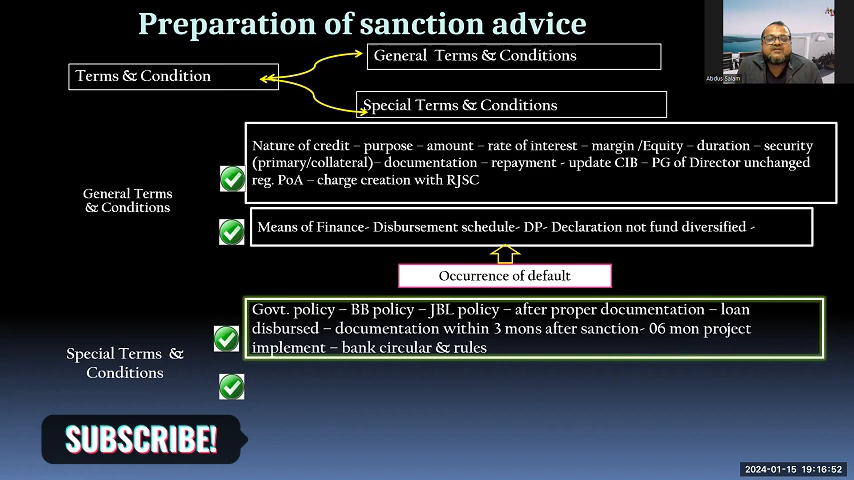 Preparation of sanction advice
General Terms & Conditions
Terms & Condition
Special Terms & Conditions
Abdus Salam
Nature of credit – purpose – amount – rate of interest – margin /Equity – duration – security
(primary/collateral)– documentation – repayment - update CIB – PG of Director unchanged
reg. PoA – charge creation with RJSC
General Terms
& Conditions
Means of Finance- Disbursement schedule- DP- Declaration not fund diversified -
Occurrence of default
Govt. policy – BB policy – JBL policy – after proper documentation – loan
disbursed – documentation within 3 mons after sanction- 06 mon project
implement – bank circular & rules
Special Terms &
Conditions
SUBSCRIBE!
2024-01-15 19:16:52